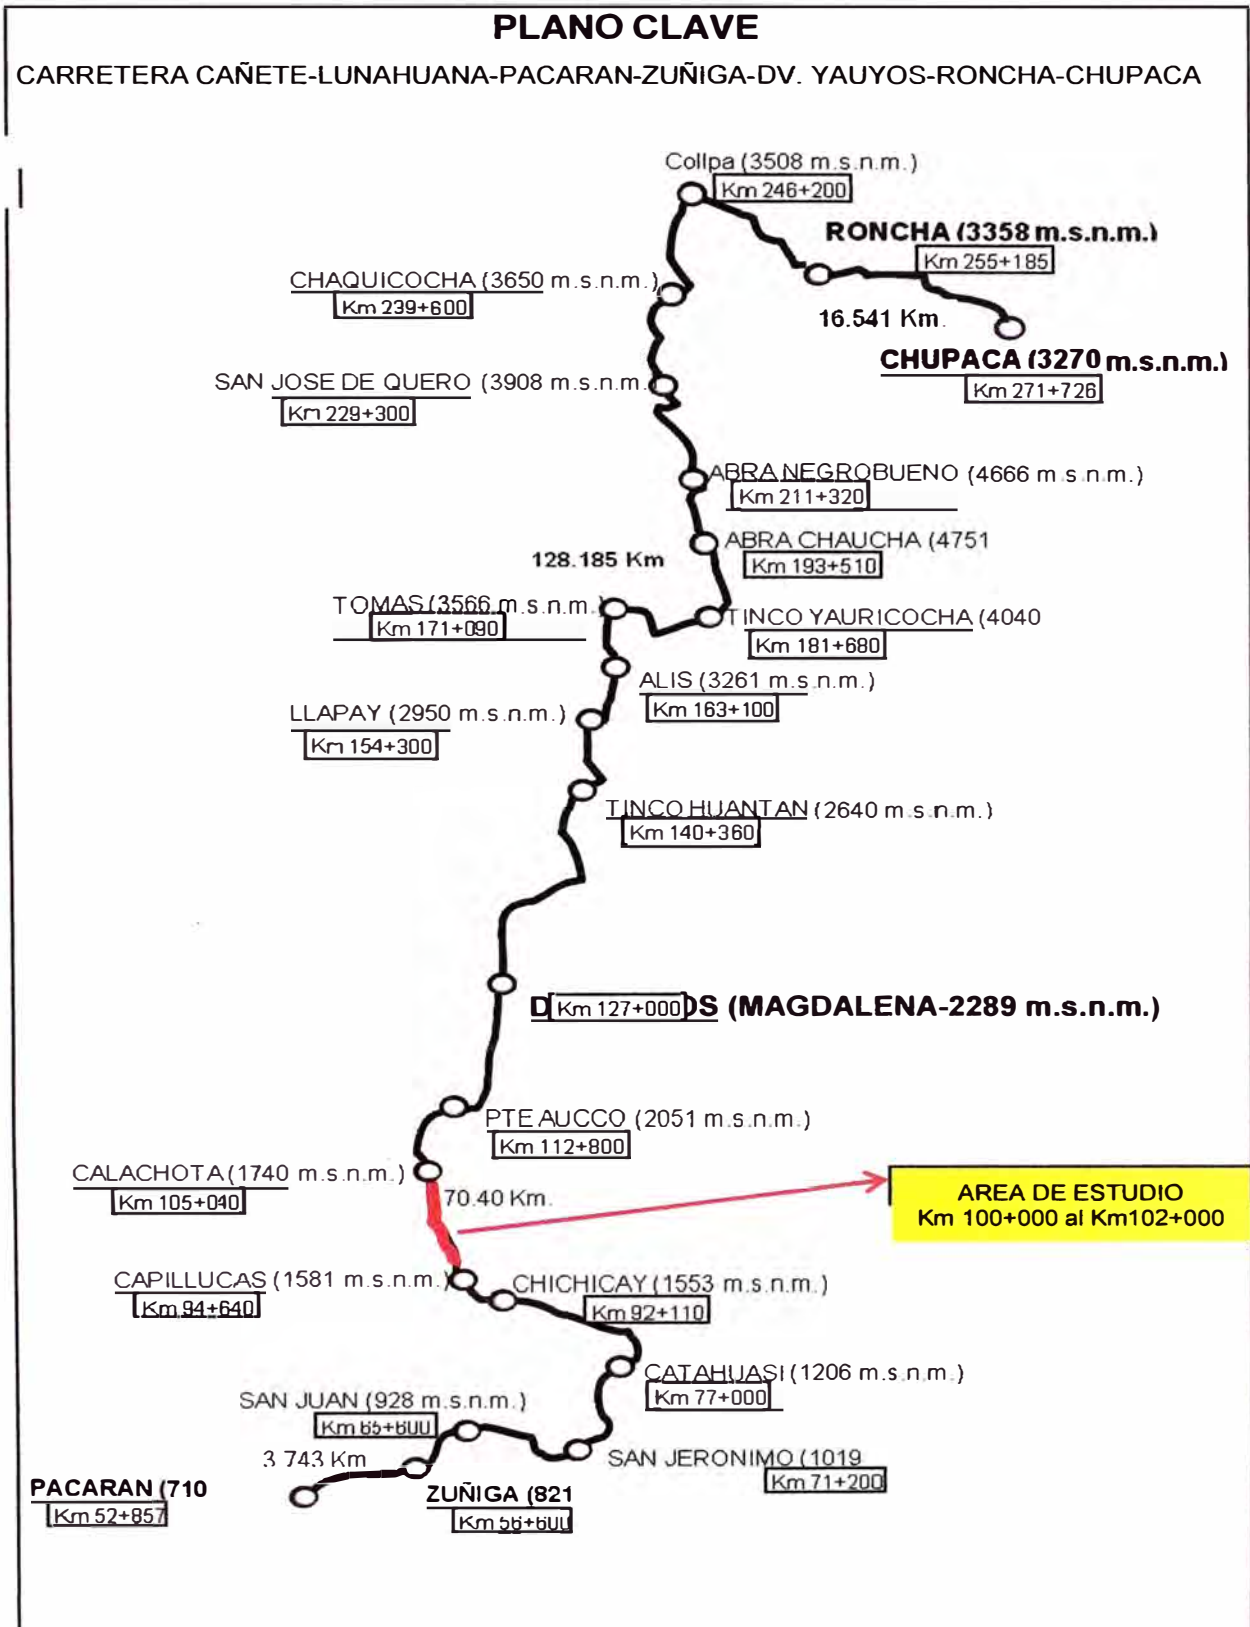 PLANO CLAVE
CARRETERA CAÑETE-LUNAHUANA-PACARAN-ZUÑIGA-DV. YAUYOS-RONCHA-CHUPACA
Collpa (3508 m.s.n.m.)
Km 246+200
RONCHA (3358 m.s.n.m.)
Km 255+185
CHAQUICOCHA (3650 m.s.n.m.)
Km 239+600
16.541 Km.
CHUPACA (3270 m.s.n.m.)
Km 271+726
SAN JOSE DE QUERO (3908 m.s.n.m.
Km 229+300
ABRA NEGROBUENO (4666 m.s.n.m.)
Km 211+320
ABRA CHAUCHA (4751
Km 193+510
128.185 Km
TOMAS (3566 m.s.n.m.)
Km 171+090
TINCO YAURICOCHA (4040
Km 181+680
ALIS (3261 m.s.n.m.)
Km 163+100
LLAPAY (2950 m.s.n.m.)
Km 154+300
TINCO HUANTAN (2640 m.s.n.m.)
Km 140+360
D Km 127+000 OS (MAGDALENA-2289 m.s.n.m.)
PTE AUCCO (2051 m.s.n.m.)
Km 112+800
CALACHOTA (1740 m.s.n.m.)
Km 105+040
70.40 Km.
AREA DE ESTUDIO
Km 100+000 al Km102+000
CAPILLUCAS (1581 m.s.n.m.)
Km 94+640
CHICHICAY (1553 m.s.n.m.)
Km 92+110
CATAHUASI (1206 m.s.n.m.)
Km 77+000
SAN JUAN (928 m.s.n.m.)
Km 65+600
3.743 Km
SAN JERONIMO (1019
Km 71+200
PACARAN (710
Km 52+857
ZUÑIGA (821
Km 56+600